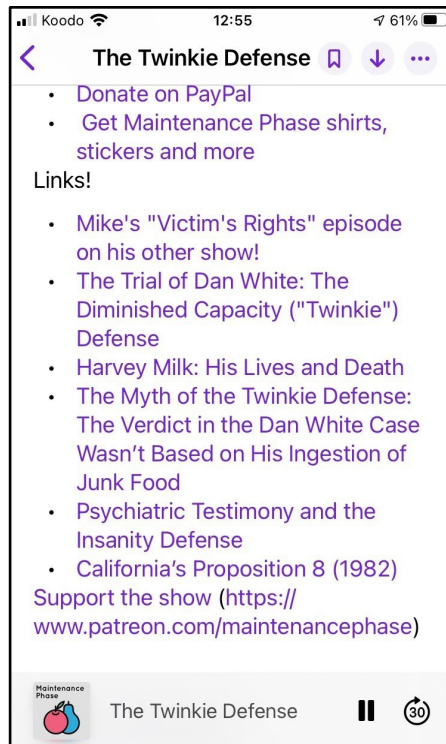 Koodo 12:55 61%
The Twinkie Defense
• Donate on PayPal
• Get Maintenance Phase shirts,
stickers and more
Links!
• Mike's "Victim's Rights" episode
on his other show!
• The Trial of Dan White: The
Diminished Capacity ("Twinkie")
Defense
• Harvey Milk: His Lives and Death
• The Myth of the Twinkie Defense:
The Verdict in the Dan White Case
Wasn’t Based on His Ingestion of
Junk Food
• Psychiatric Testimony and the
Insanity Defense
• California’s Proposition 8 (1982)
Support the show (https://
www.patreon.com/maintenancephase)
Maintenance
Phase
The Twinkie Defense
30